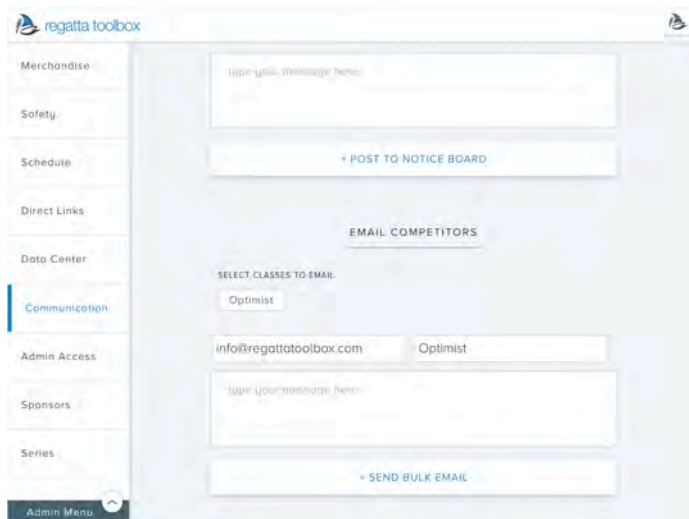 regatta toolbox
Merchandise
Safety
Schedule
Direct Links
Data Center
Communication
Admin Access
Sponsors
Series
Admin Menu
type your message here.
+ POST TO NOTICE BOARD
EMAIL COMPETITORS
SELECT CLASSES TO EMAIL
Optimist
info@regattatoolbox.com Optimist
type your message here.
+ SEND BULK EMAIL